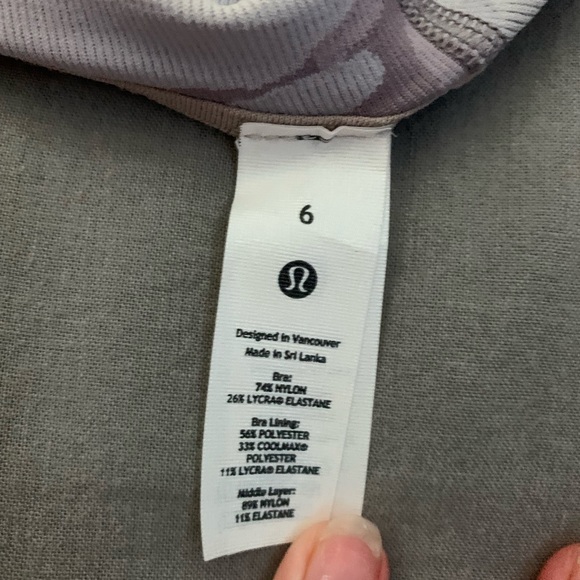 6
Designed in Vancouver
Made in Sri Lanka
Bra:
74% NYLON
26% LYCRA® ELASTANE
Bra Lining:
56% POLYESTER
33% COOLMAX®
POLYESTER
11% LYCRA® ELASTANE
Middle Layer:
89% NYLON
11% ELASTANE